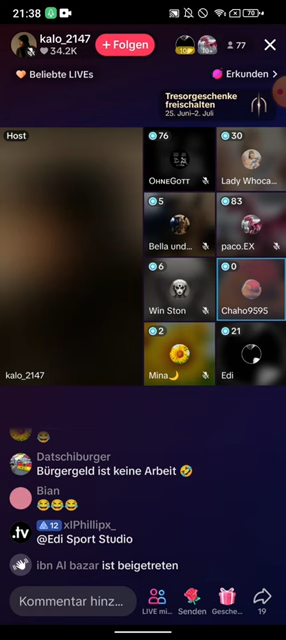 21:38
70
kalo_2147
34.2K
+ Folgen
77
Beliebte LIVEs
Erkunden >
Tresorgeschenke
freischalten
25. Juni–2. Juli
Host
76
30
OʜɴᴇGᴏᴛᴛ
Lady Whoca...
5
83
Bella und...
paco.EX
6
0
Win Ston
Chaho9595
2
21
kalo_2147
Mina🌙
Edi
😂
Datschiburger
Bürgergeld ist keine Arbeit 🤣
Bian
😂😂😂
.tv
12 xIPhillipx_
@Edi Sport Studio
ibn Al bazar ist beigetreten
Kommentar hinz...
LIVE mi...
Senden
Gesche...
19